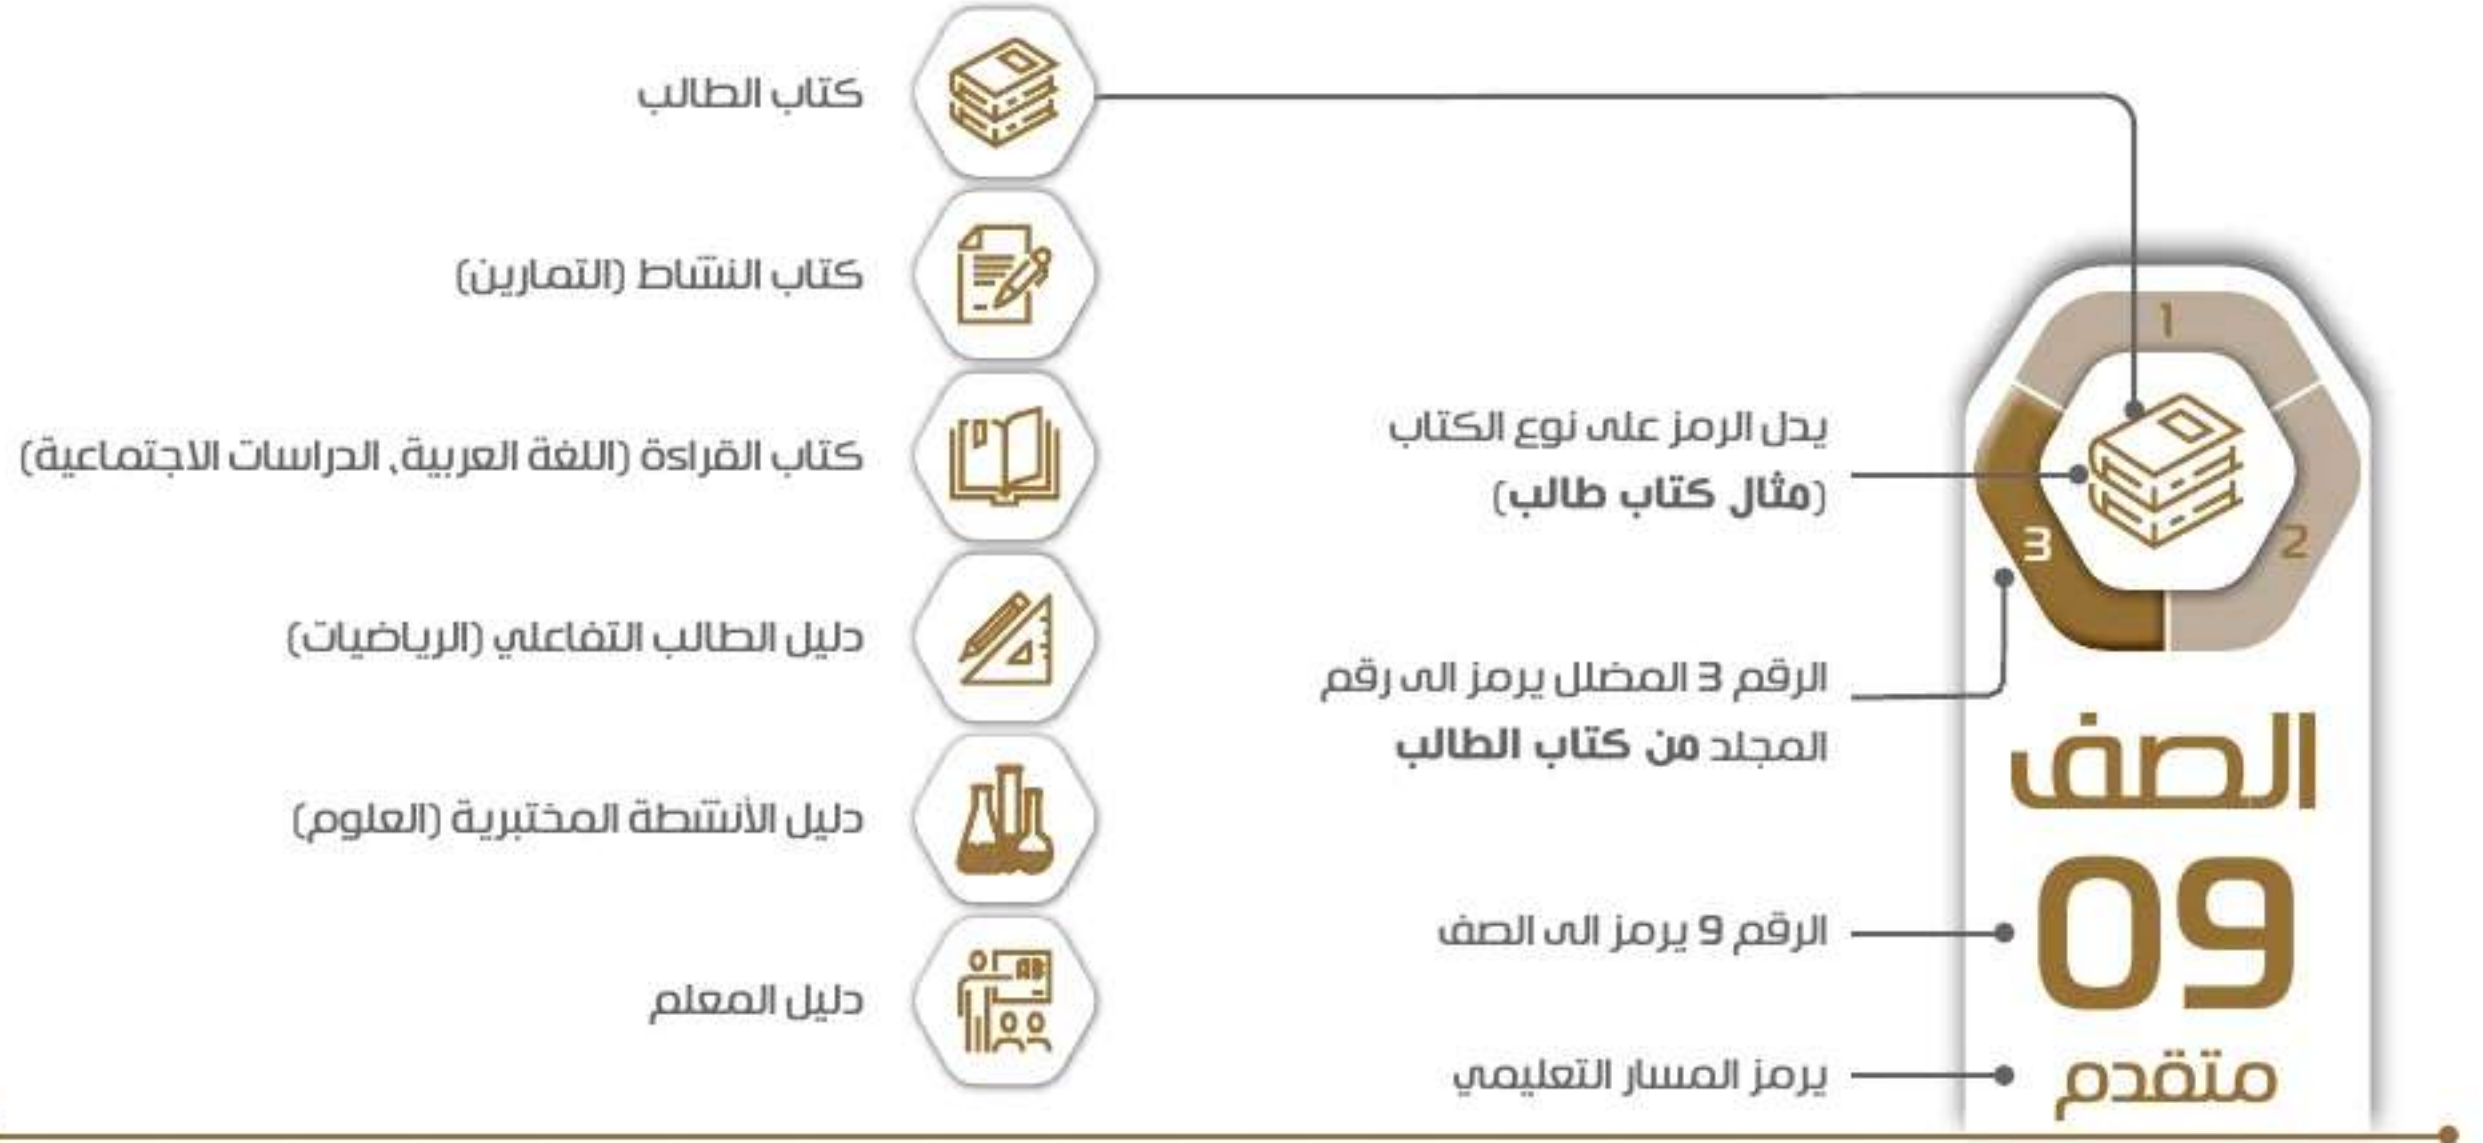 1
2
3
الصف
09
متقدم
يدل الرمز على نوع الكتاب
(مثال كتاب طالب)
الرقم 3 المضلل يرمز الى رقم
المجلد من كتاب الطالب
الرقم 9 يرمز الى الصف
يرمز المسار التعليمي
كتاب الطالب
كتاب النشاط (التمارين)
كتاب القراءة (اللغة العربية، الدراسات الاجتماعية)
دليل الطالب التفاعلي (الرياضيات)
دليل الأنشطة المختبرية (العلوم)
دليل المعلم